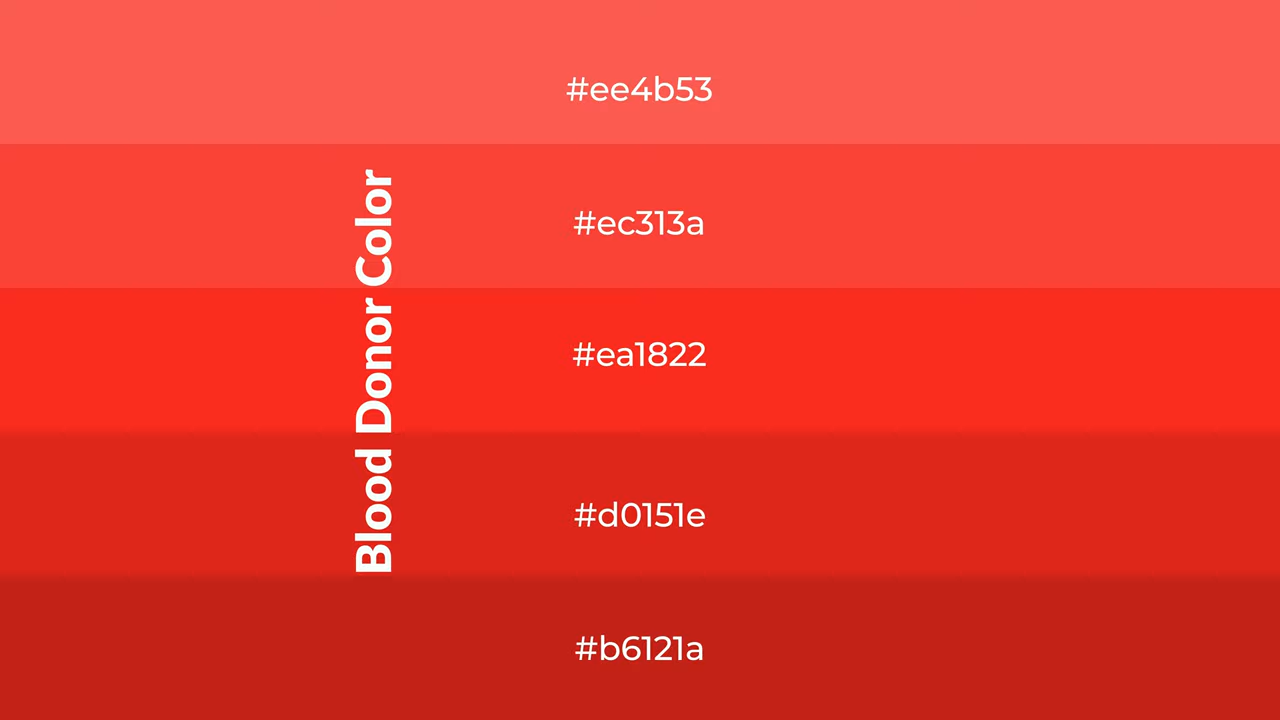 Blood Donor Color
#ee4b53
#ec313a
#ea1822
#d0151e
#b6121a